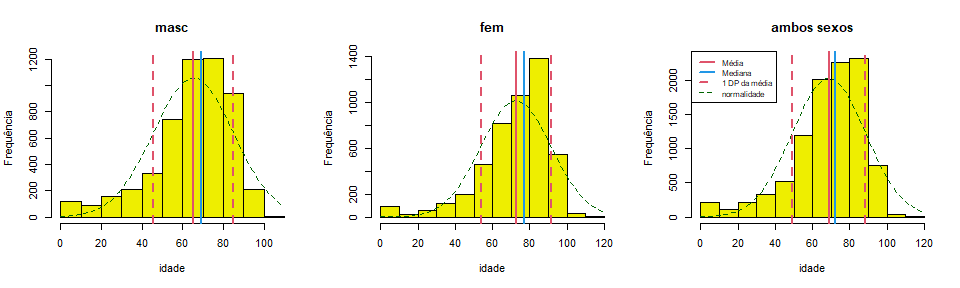 masc
Frequência
0
200
400
600
800
1200
0
20
40
60
80
100
idade
fem
Frequência
0
200
600
1000
1400
0
20
40
60
80
100
120
idade
ambos sexos
Média
Mediana
1 DP da média
normalidade
Frequência
0
500
1000
1500
2000
0
20
40
60
80
100
120
idade